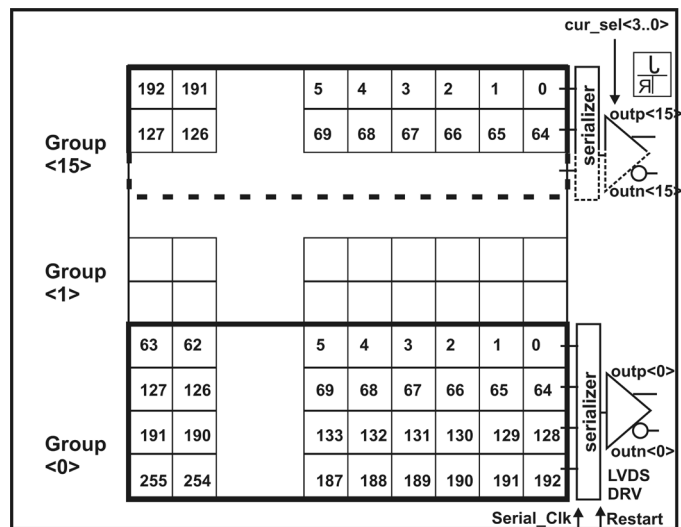 cur_sel<3..0>
192 191 5 4 3 2 1 0
127 126 69 68 67 66 65 64
Group
<15>
serializer
outp<15>
outn<15>
Group
<1>
63 62 5 4 3 2 1 0
127 126 69 68 67 66 65 64
191 190 133 132 131 130 129 128
255 254 187 188 189 190 191 192
Group
<0>
serializer
outp<0>
outn<0>
LVDS
DRV
Serial_Clk
Restart